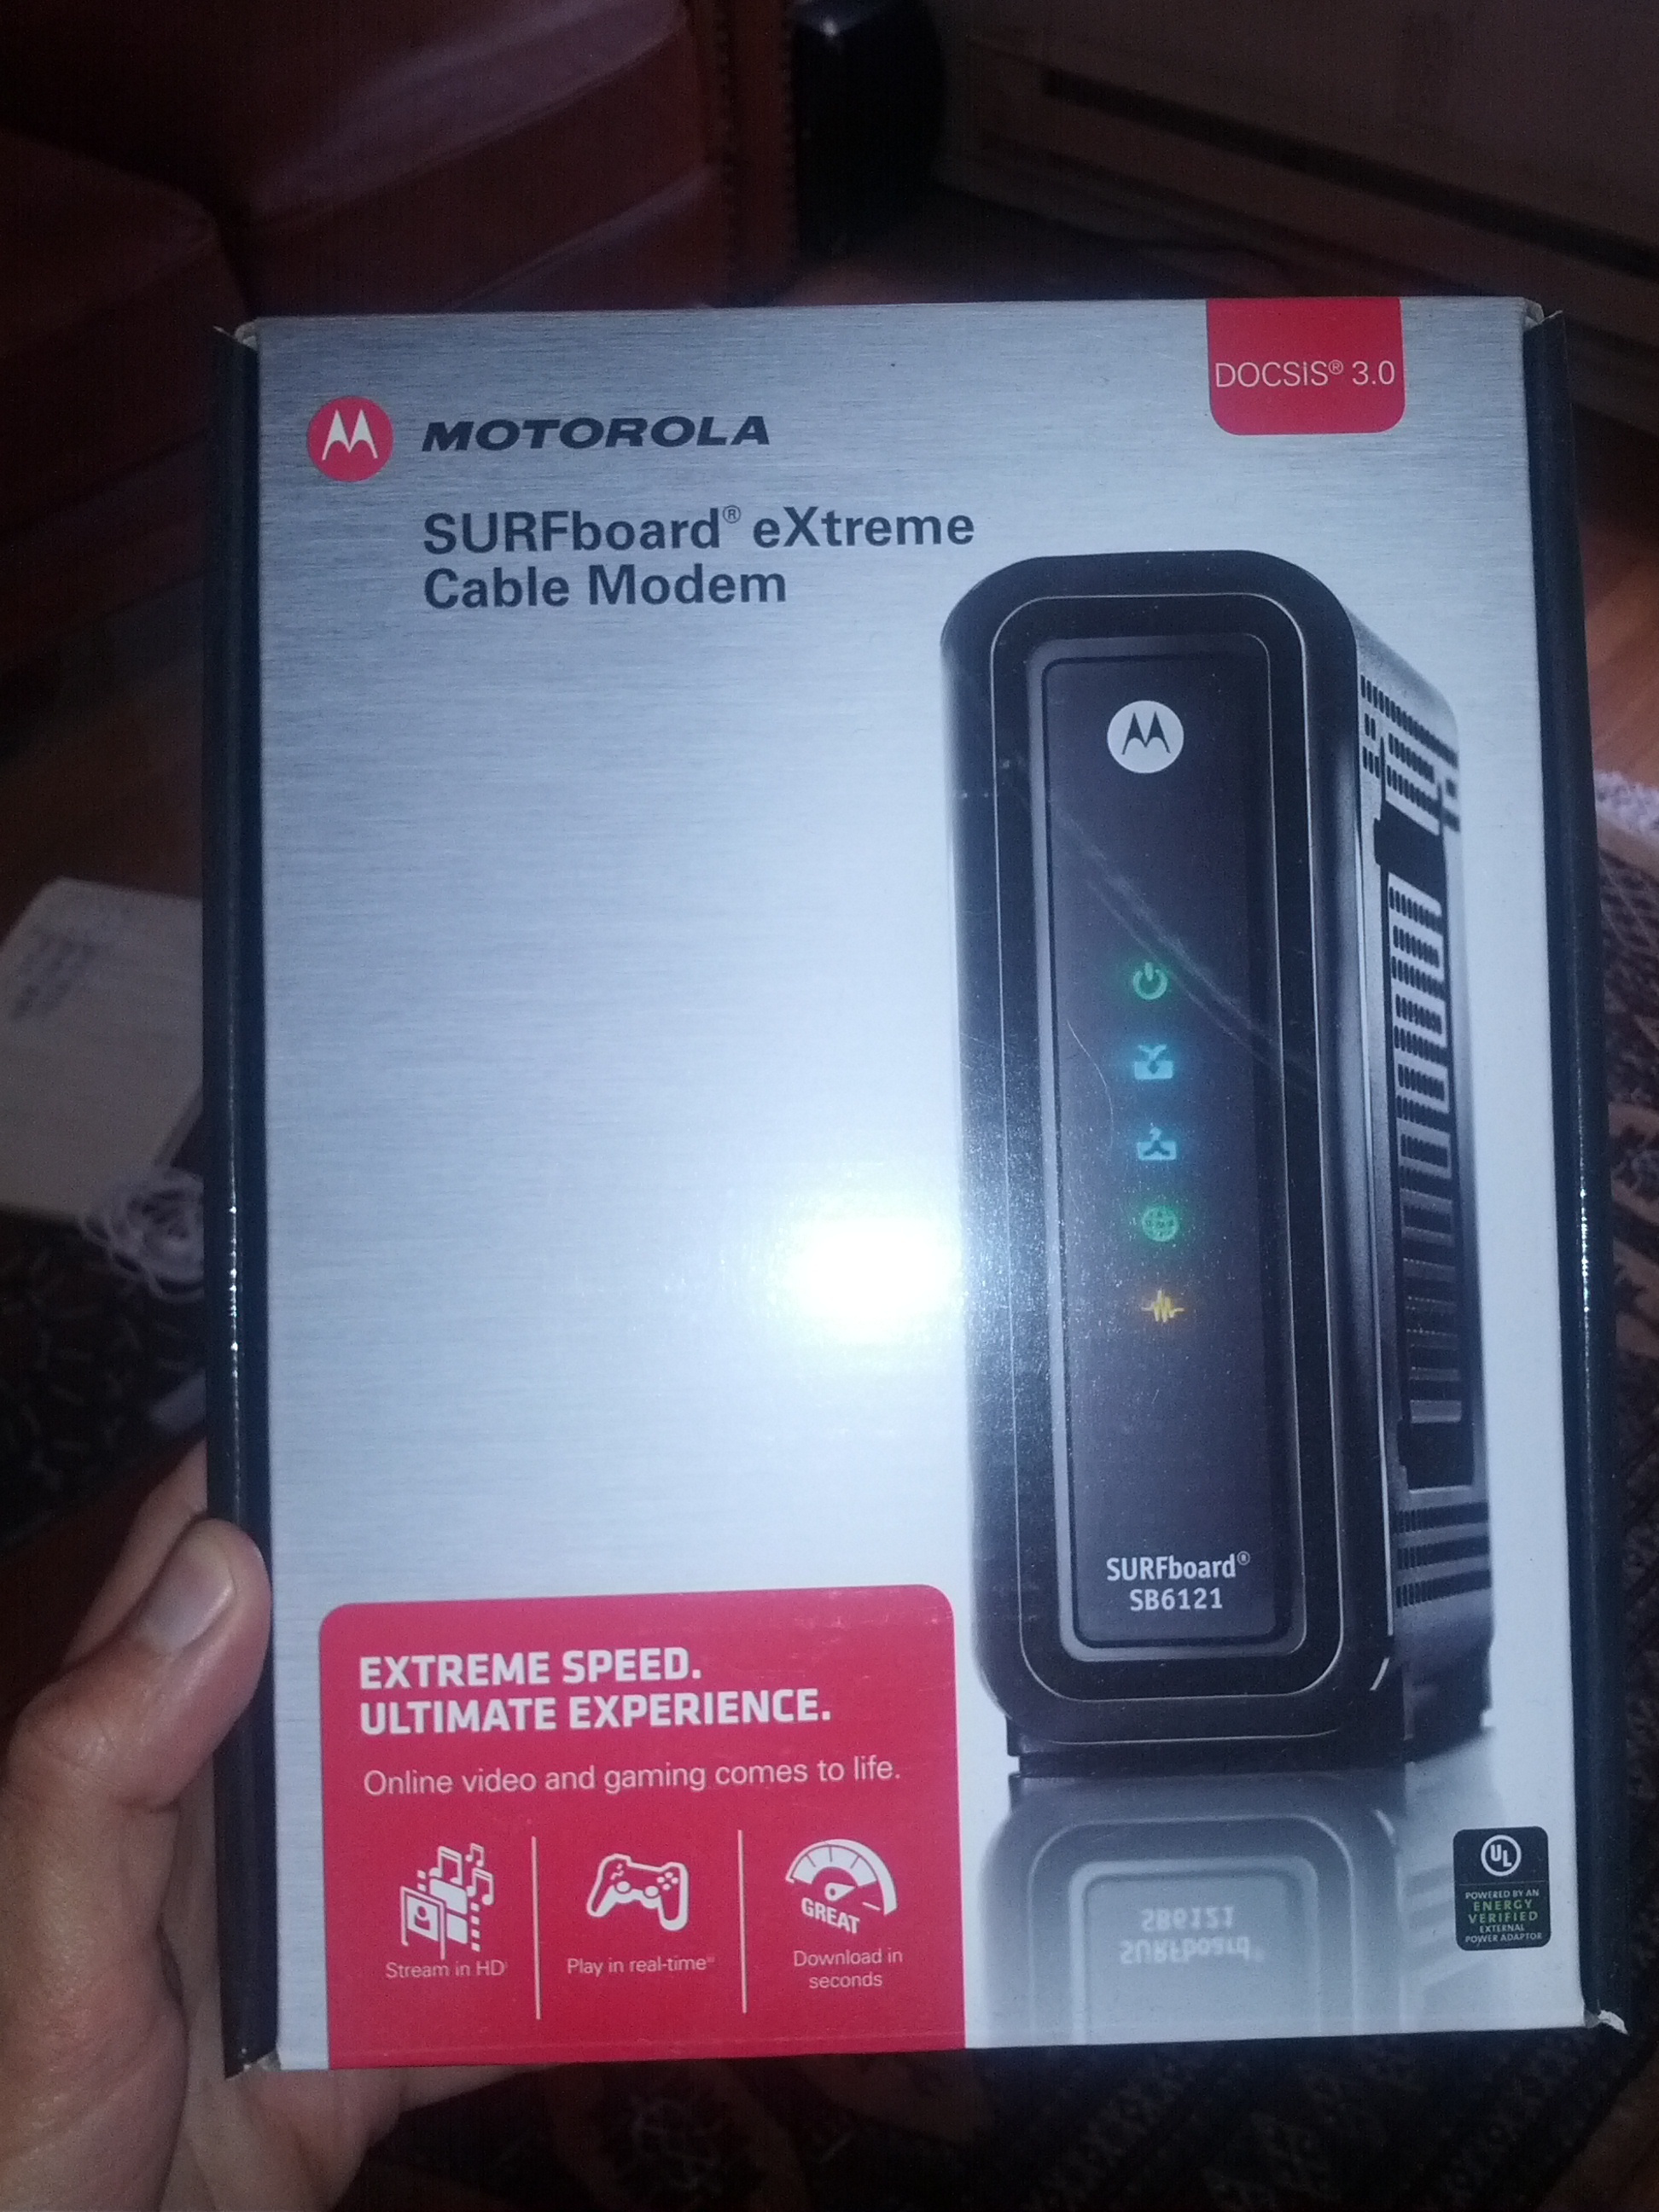 DOCSiS® 3.0
MOTOROLA
SURFboard® eXtreme
Cable Modem
SURFboard®
SB6121
EXTREME SPEED.
ULTIMATE EXPERIENCE.
Online video and gaming comes to life.
Stream in HD
Play in real-time
GREAT
Download in
seconds
UL
POWERED BY AN
ENERGY
VERIFIED
EXTERNAL
POWER ADAPTOR